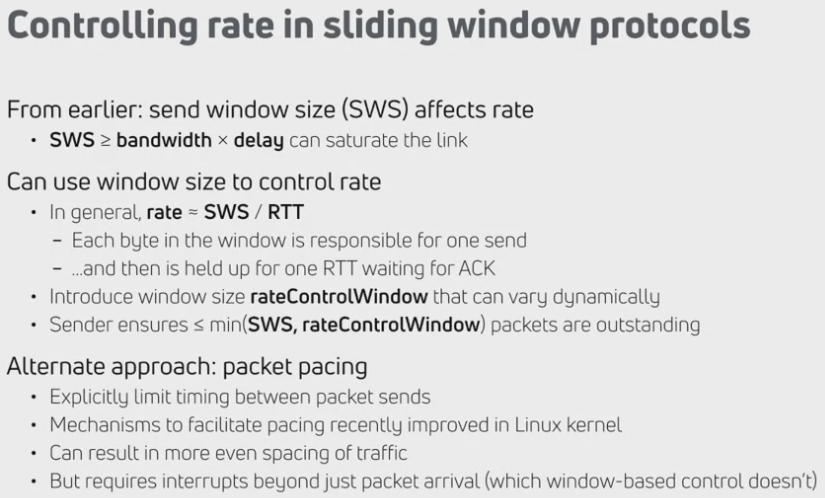 Controlling rate in sliding window protocols
From earlier: send window size (SWS) affects rate
• SWS ≥ bandwidth × delay can saturate the link
Can use window size to control rate
• In general, rate ≈ SWS / RTT
– Each byte in the window is responsible for one send
– ...and then is held up for one RTT waiting for ACK
• Introduce window size rateControlWindow that can vary dynamically
• Sender ensures ≤ min(SWS, rateControlWindow) packets are outstanding
Alternate approach: packet pacing
• Explicitly limit timing between packet sends
• Mechanisms to facilitate pacing recently improved in Linux kernel
• Can result in more even spacing of traffic
• But requires interrupts beyond just packet arrival (which window-based control doesn't)